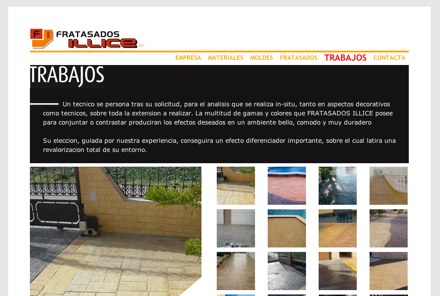 FRATASADOS
ILLICE
EMPRESA MATERIALES MOLDES FRATASADOS TRABAJOS CONTACTA
TRABAJOS
Un tecnico se persona tras su solicitud, para el analisis que se realiza in-situ, tanto en aspectos decorativos
como tecnicos, sobre toda la extension a realizar. La multitud de gamas y colores que FRATASADOS ILLICE posee
para conjuntar o contrastar produciran los efectos deseados en un ambiente bello, comodo y muy duradero
Su eleccion, guiada por nuestra experiencia, conseguira un efecto diferenciador importante, sobre el cual latira una
revalorizacion total de su entorno.